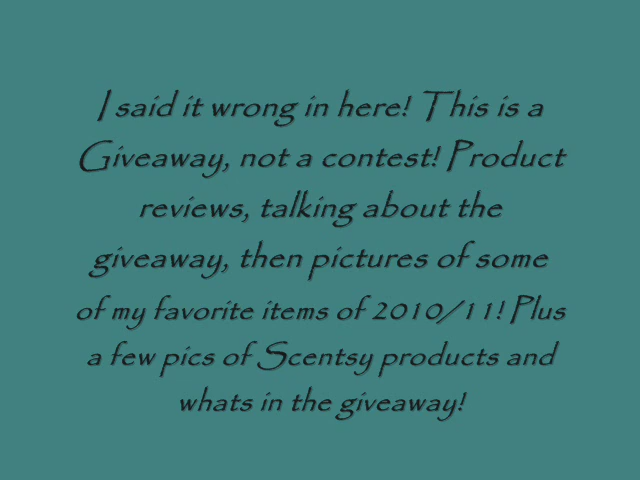 I said it wrong in here! This is a
Giveaway, not a contest! Product
reviews, talking about the
giveaway, then pictures of some
of my favorite items of 2010/11! Plus
a few pics of Scentsy products and
whats in the giveaway!